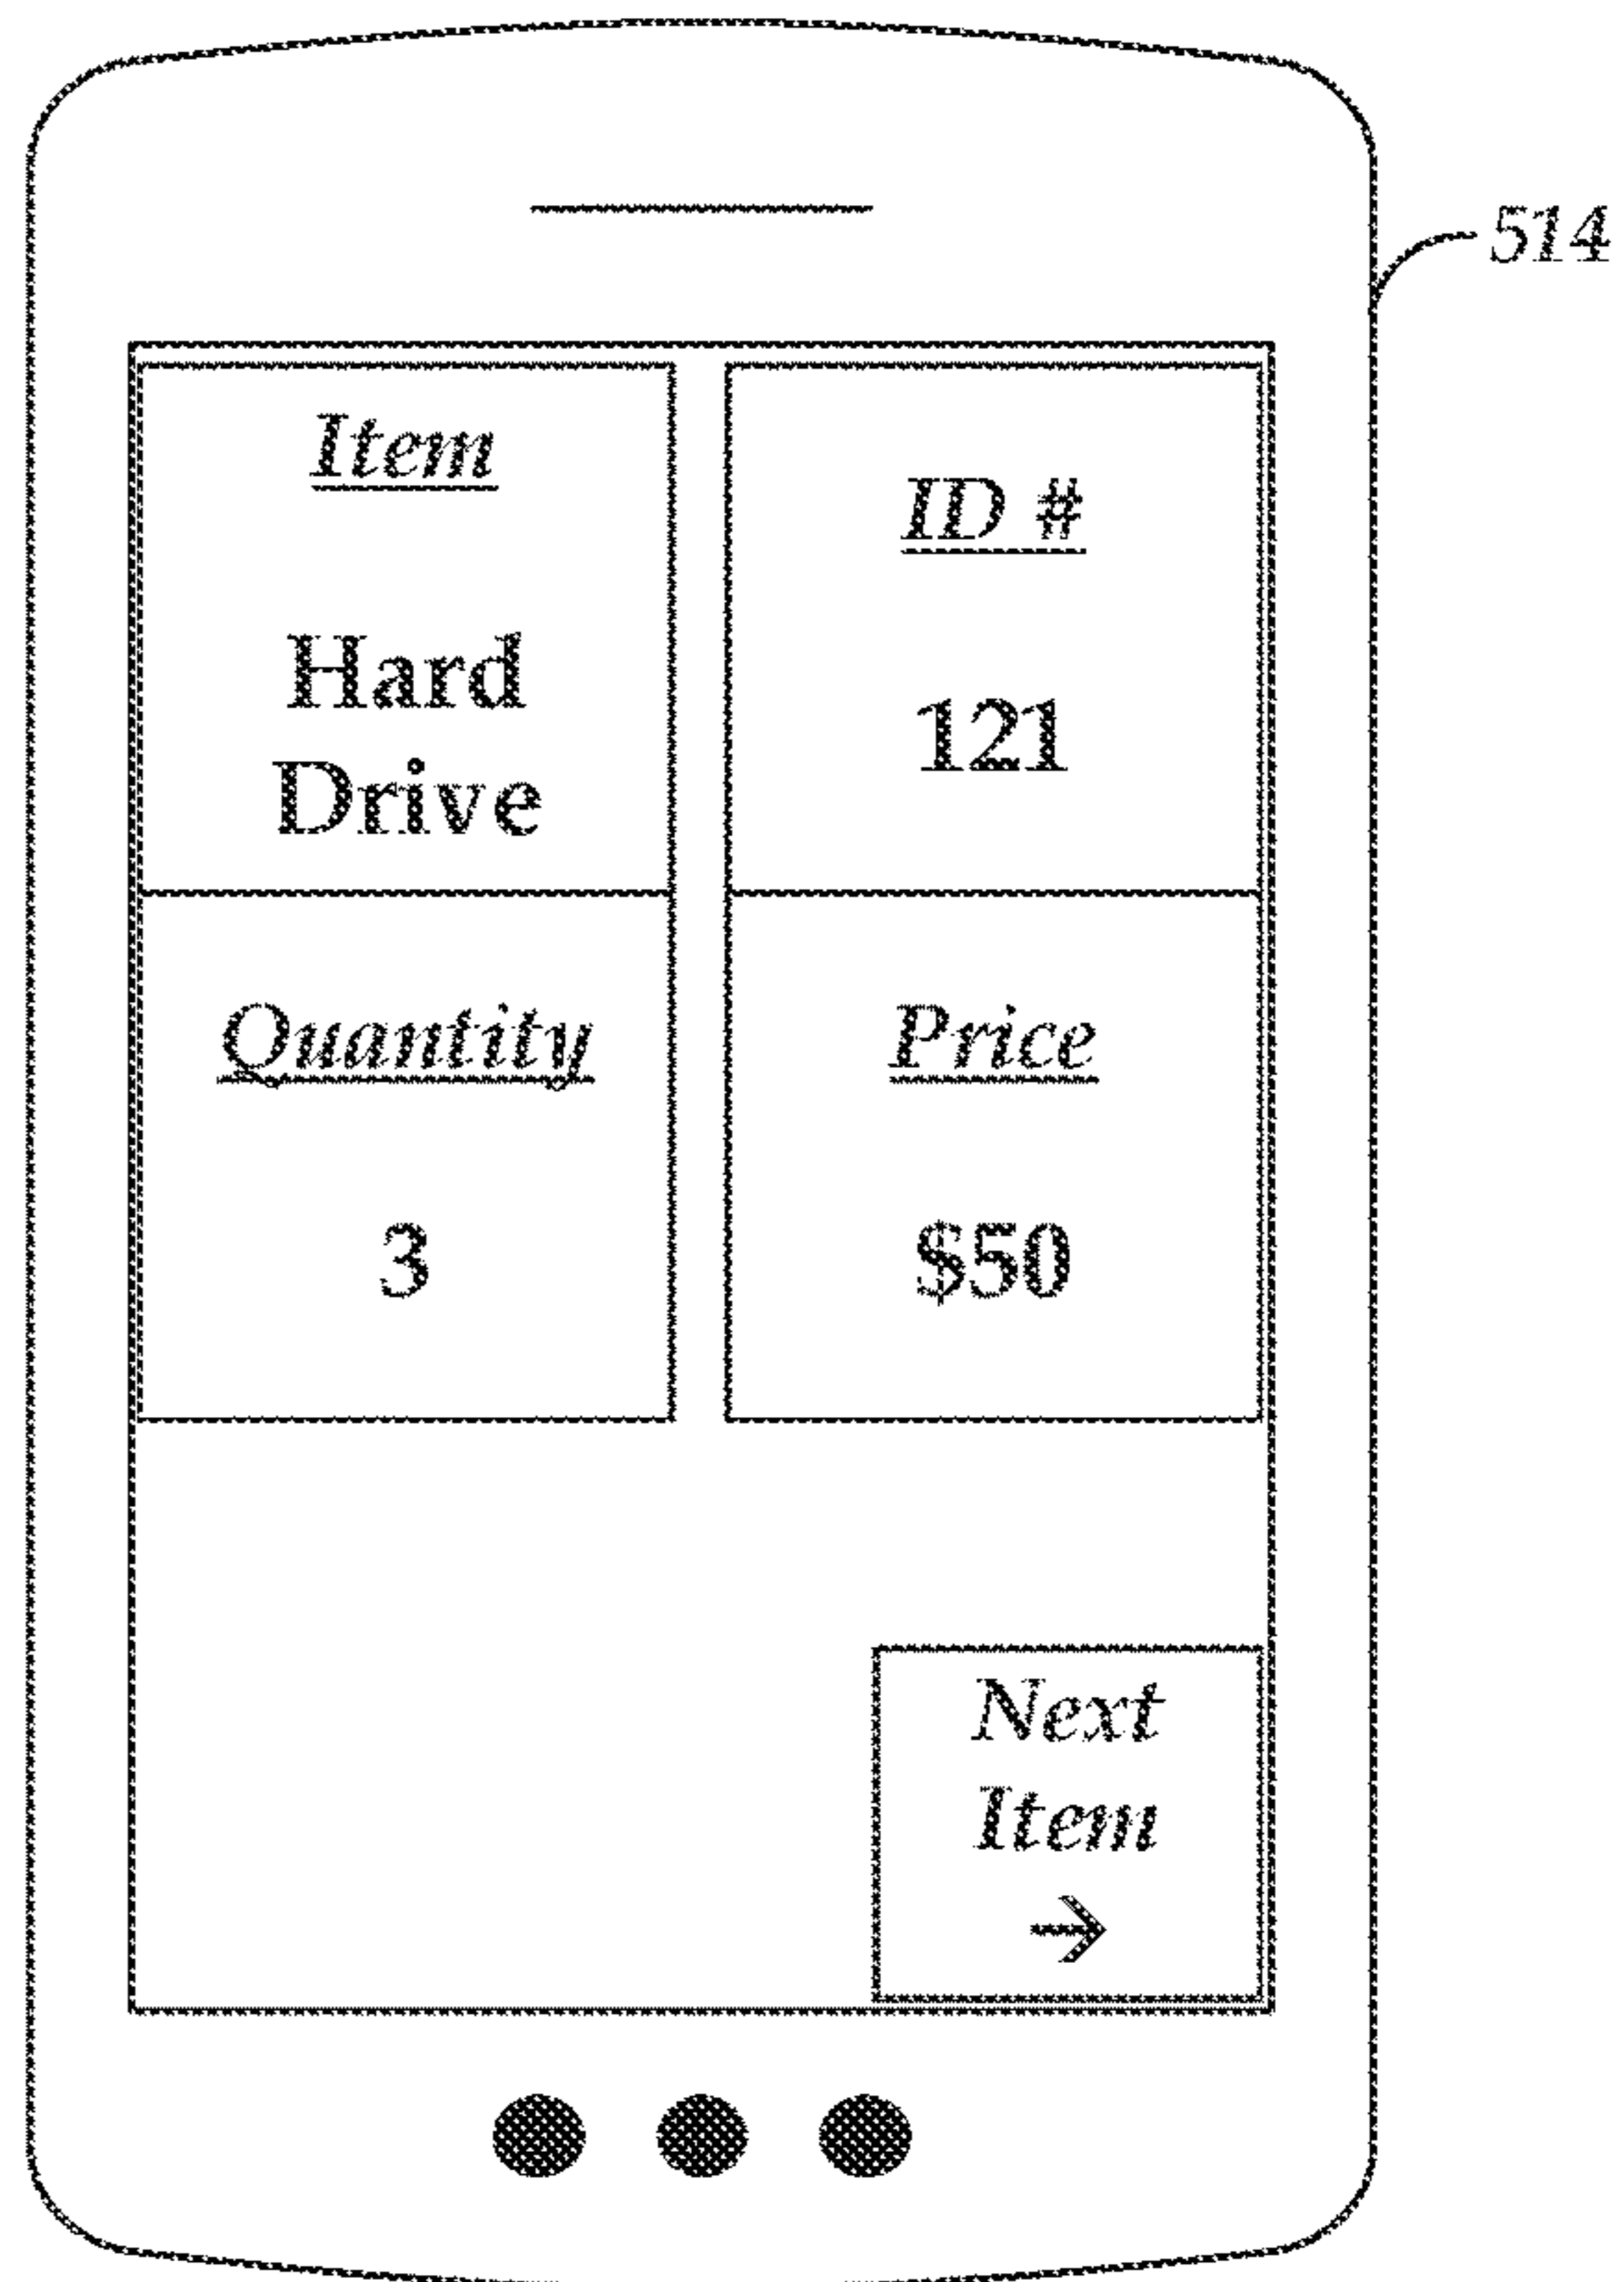 514
Item
Hard
Drive
ID #
121
Quantity
3
Price
$50
Next
Item
→